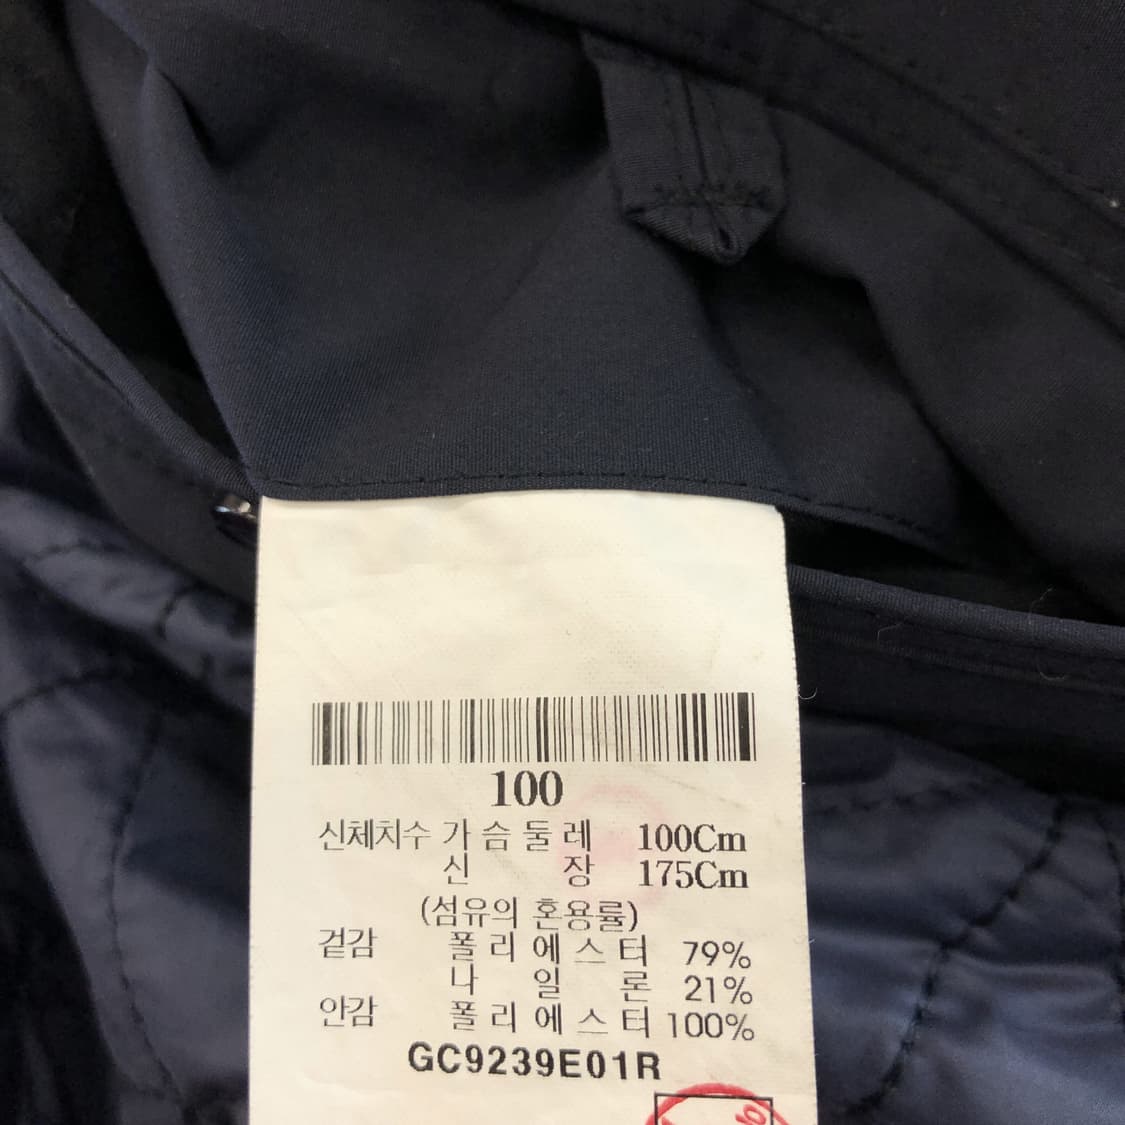 100
신체치수 가슴둘레 100Cm
신장 175Cm
(섬유의 혼용률)
겉감 폴리에스터 79%
나일론 21%
안감 폴리에스터 100%
GC9239E01R